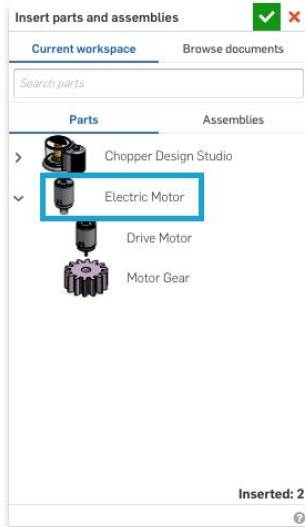 Insert parts and assemblies
Current workspace Browse documents
Search parts
Parts Assemblies
Chopper Design Studio
Electric Motor
Drive Motor
Motor Gear
Inserted: 2